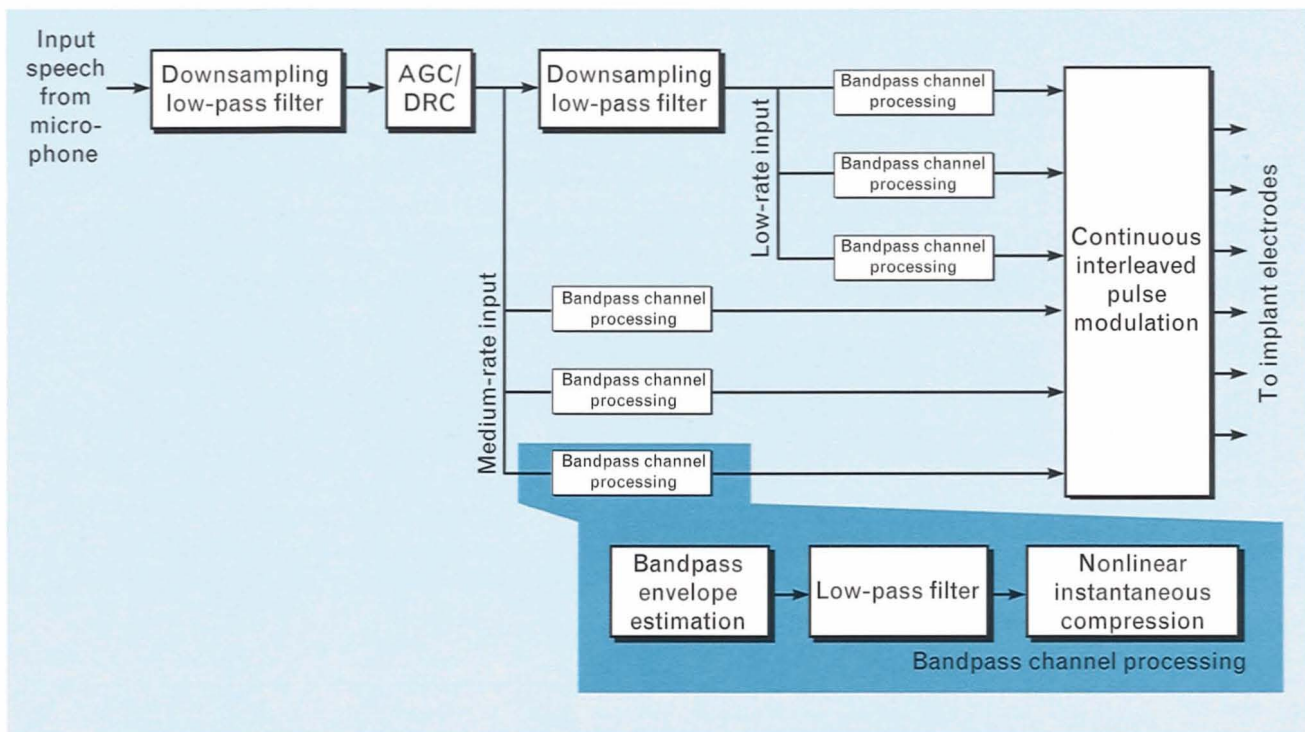 Input
speech
from
micro-
phone
Downsampling
low-pass filter
AGC/
DRC
Downsampling
low-pass filter
Low-rate input
Bandpass channel
processing
Bandpass channel
processing
Bandpass channel
processing
Medium-rate input
Bandpass channel
processing
Bandpass channel
processing
Bandpass channel
processing
Continuous
interleaved
pulse
modulation
To implant electrodes
Bandpass
envelope
estimation
Low-pass filter
Nonlinear
instantaneous
compression
Bandpass channel processing